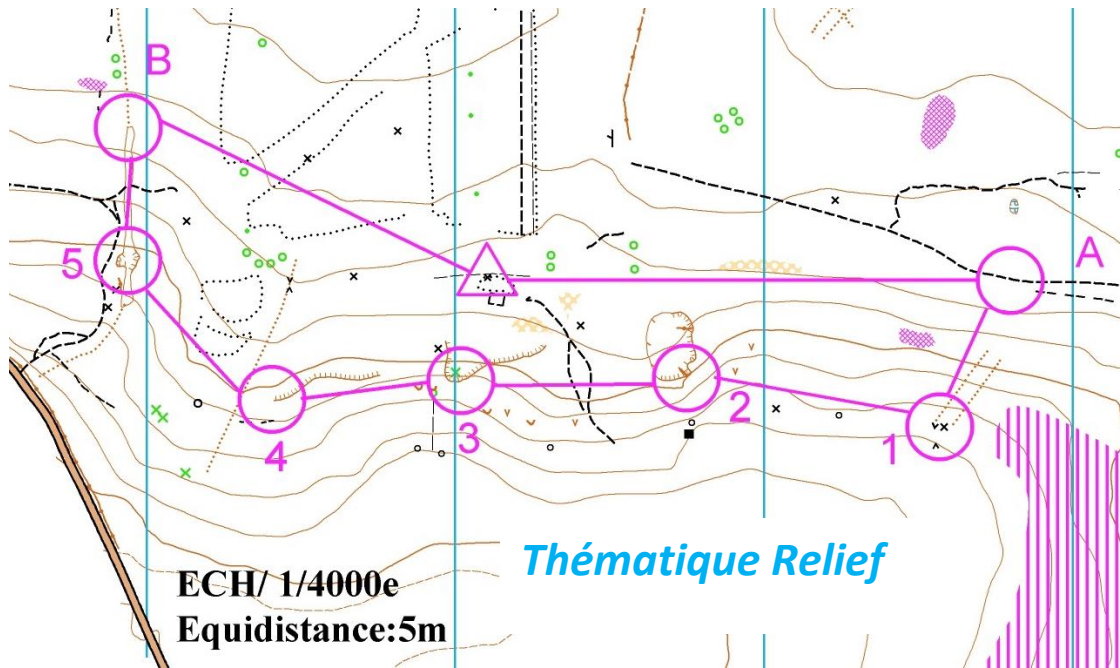 B
A
5
4
3
2
1
Thématique Relief
ECH/ 1/4000e
Equidistance:5m